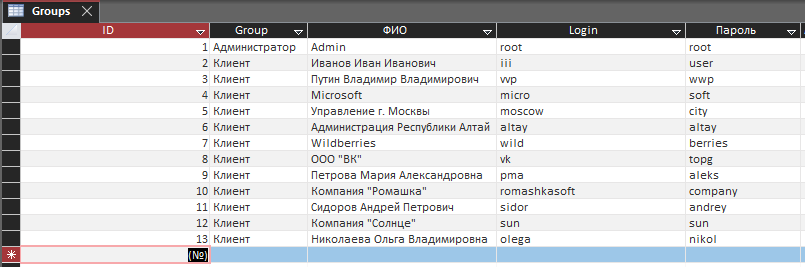 Groups
ID Group ФИО Login Пароль
1 Администратор Admin root root
2 Клиент Иванов Иван Иванович iii user
3 Клиент Путин Владимир Владимирович vvp wwp
4 Клиент Microsoft micro soft
5 Клиент Управление г. Москвы moscow city
6 Клиент Администрация Республики Алтай altay altay
7 Клиент Wildberries wild berries
8 Клиент ООО "ВК" vk topg
9 Клиент Петрова Мария Александровна pma aleks
10 Клиент Компания "Ромашка" romashkasoft company
11 Клиент Сидоров Андрей Петрович sidor andrey
12 Клиент Компания "Солнце" sun sun
13 Клиент Николаева Ольга Владимировна olega nikol
(№)